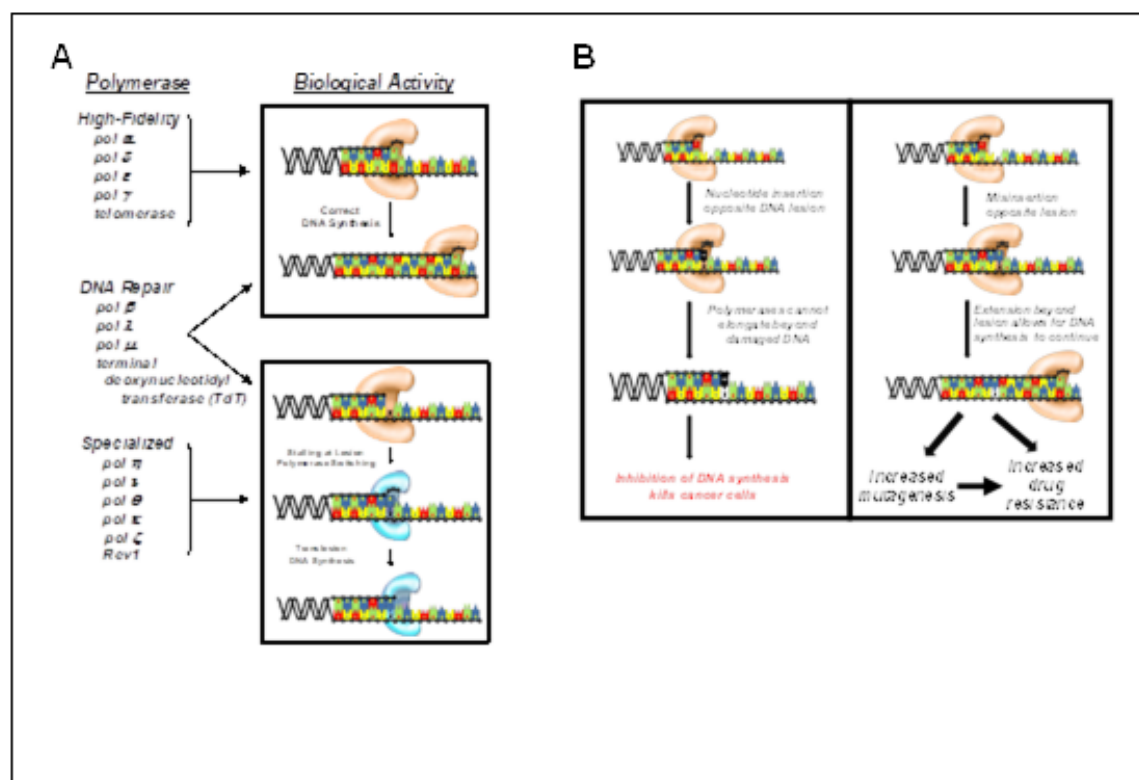 A
Polymerase
Biological Activity
High-Fidelity
pol α
pol δ
pol ε
pol γ
telomerase
Correct
DNA Synthesis
DNA Repair
pol β
pol λ
pol μ
terminal
deoxynucleotidyl
transferase (TdT)
Specialized
pol η
pol ι
pol θ
pol κ
pol ζ
Rev1
Stalling at Lesion
Polymerase Switching
Translesion
DNA Synthesis
B
Nucleotide insertion
opposite DNA lesion
Polymerases cannot
elongate beyond
damaged DNA
Inhibition of DNA synthesis
kills cancer cells
Misinsertion
opposite lesion
Extension beyond
lesion allows for DNA
synthesis to continue
Increased
mutagenesis
Increased
drug
resistance